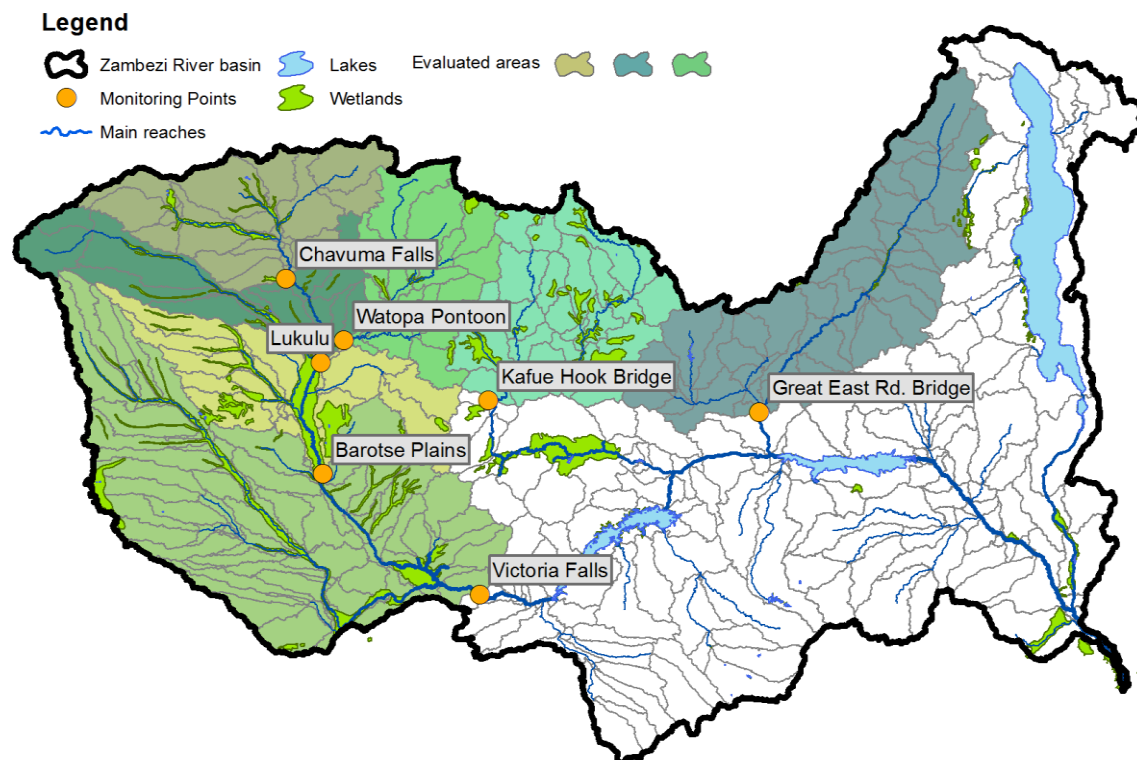 Legend
Zambezi River basin
Lakes
Evaluated areas
Monitoring Points
Wetlands
Main reaches
Chavuma Falls
Watopa Pontoon
Lukulu
Kafue Hook Bridge
Great East Rd. Bridge
Barotse Plains
Victoria Falls